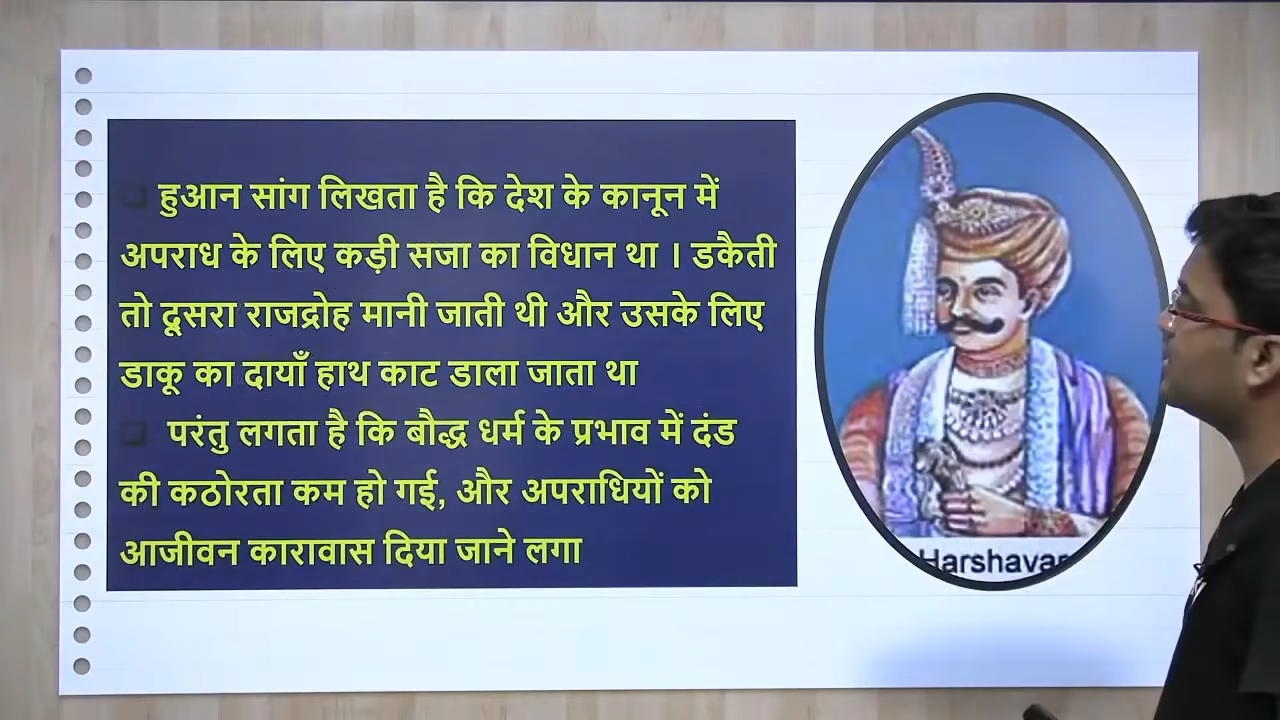 हुआन सांग लिखता है कि देश के कानून में
अपराध के लिए कड़ी सजा का विधान था । डकैती
तो दूसरा राजद्रोह मानी जाती थी और उसके लिए
डाकू का दायाँ हाथ काट डाला जाता था
परंतु लगता है कि बौद्ध धर्म के प्रभाव में दंड
की कठोरता कम हो गई, और अपराधियों को
आजीवन कारावास दिया जाने लगा
Harshavar